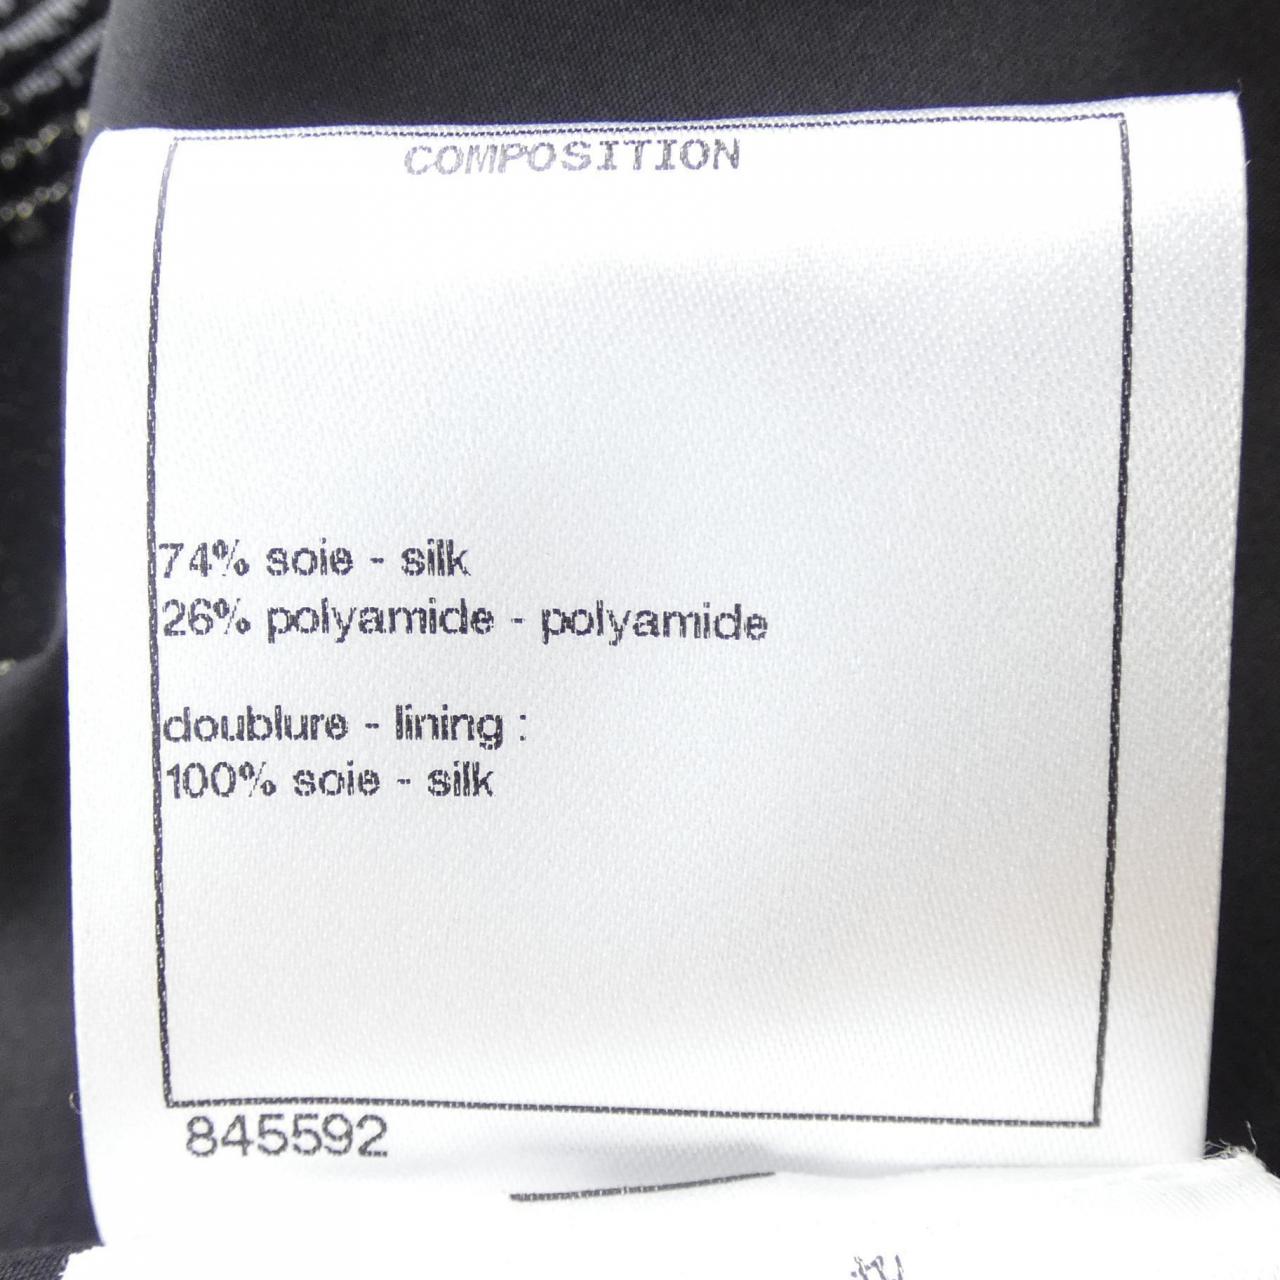 COMPOSITION
74% soie - silk
26% polyamide - polyamide
doublure - lining :
100% soie - silk
845592